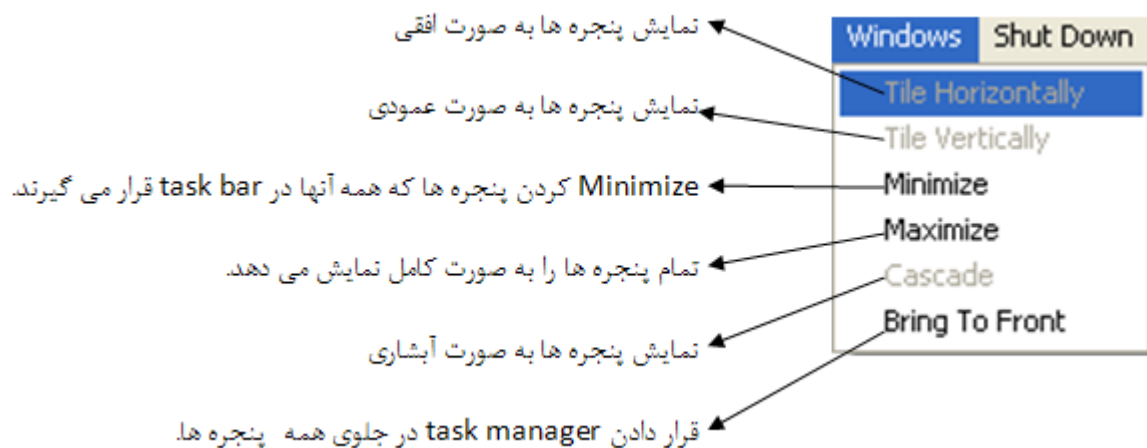 نمایش پنجره ها به صورت افقی
Windows Shut Down
Tile Horizontally
نمایش پنجره ها به صورت عمودی
Tile Vertically
Minimize کردن پنجره ها که همه آنها در task bar قرار می گیرند.
Minimize
Maximize
تمام پنجره ها را به صورت کامل نمایش می دهد.
Cascade
نمایش پنجره ها به صورت آبشاری
Bring To Front
قرار دادن task manager در جلوی همه پنجره ها.